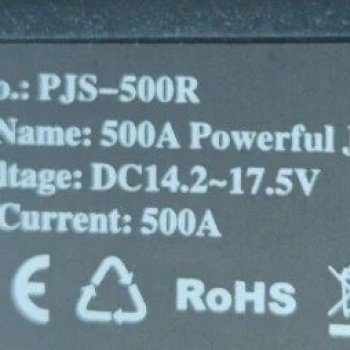 o.: PJS-500R
Name: 500A Powerful J
ltage: DC14.2~17.5V
Current: 500A
CE RoHS